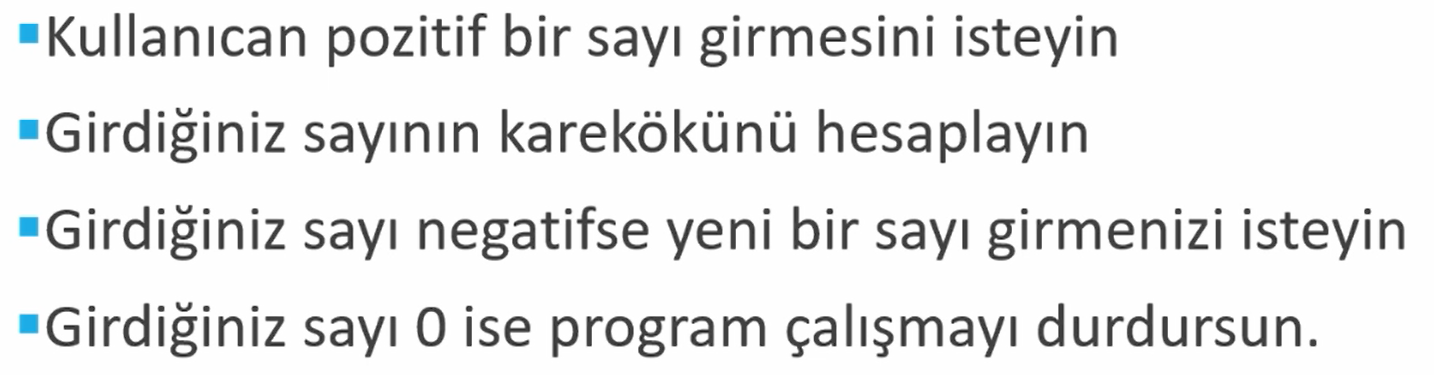 ▪Kullanıcan pozitif bir sayı girmesini isteyin
▪Girdiğiniz sayının karekökünü hesaplayın
▪Girdiğiniz sayı negatifse yeni bir sayı girmenizi isteyin
▪Girdiğiniz sayı 0 ise program çalışmayı durdursun.